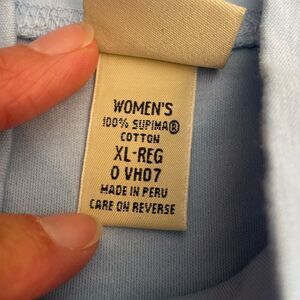 WOMEN'S
100% SUPIMA®
COTTON
XL-REG
0 VH07
MADE IN PERU
CARE ON REVERSE